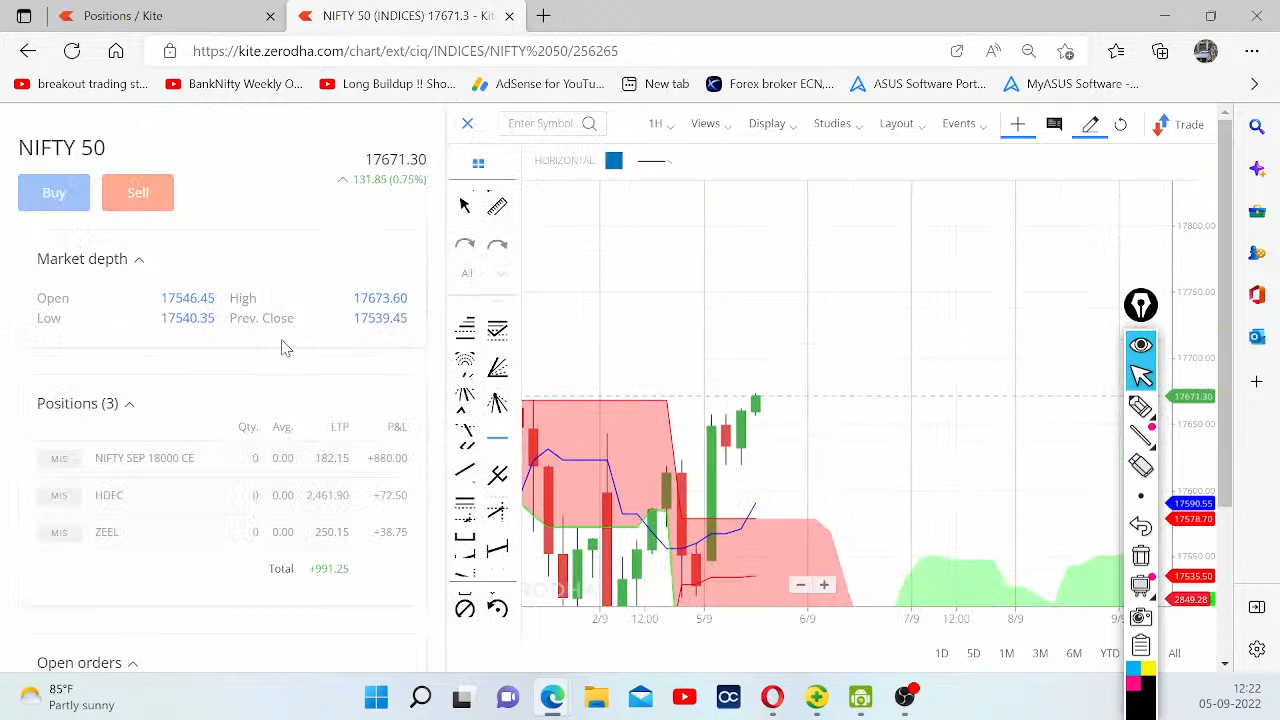 Positions / Kite
NIFTY 50 (INDICES) 17671.3 - Kit
https://kite.zerodha.com/chart/ext/ciq/INDICES/NIFTY%2050/256265
breakout trading st...
BankNifty Weekly O...
Long Buildup !! Sho...
AdSense for YouTu...
New tab
Forex broker ECN,...
ASUS Software Port...
MyASUS Software -...
NIFTY 50
17671.30
131.85 (0.75%)
Buy
Sell
Market depth
Open 17546.45 High 17673.60
Low 17540.35 Prev. Close 17539.45
Positions (3)
Qty. Avg. LTP P&L
MIS NIFTY SEP 18000 CE 0 0.00 182.15 +880.00
MIS HDFC 0 0.00 2,461.90 +72.50
MIS ZEEL 0 0.00 250.15 +38.75
Total +991.25
Open orders
Enter Symbol
1H Views Display Studies Layout Events Trade
HORIZONTAL:
All
17800.00
17750.00
17700.00
17671.30
17650.00
17600.00
17590.55
17578.70
17550.00
17535.50
2849.28
2/9 12:00 5/9 6/9 7/9 12:00 8/9 9/
1D 5D 1M 3M 6M YTD All
85°F
Partly sunny
12:22
05-09-2022